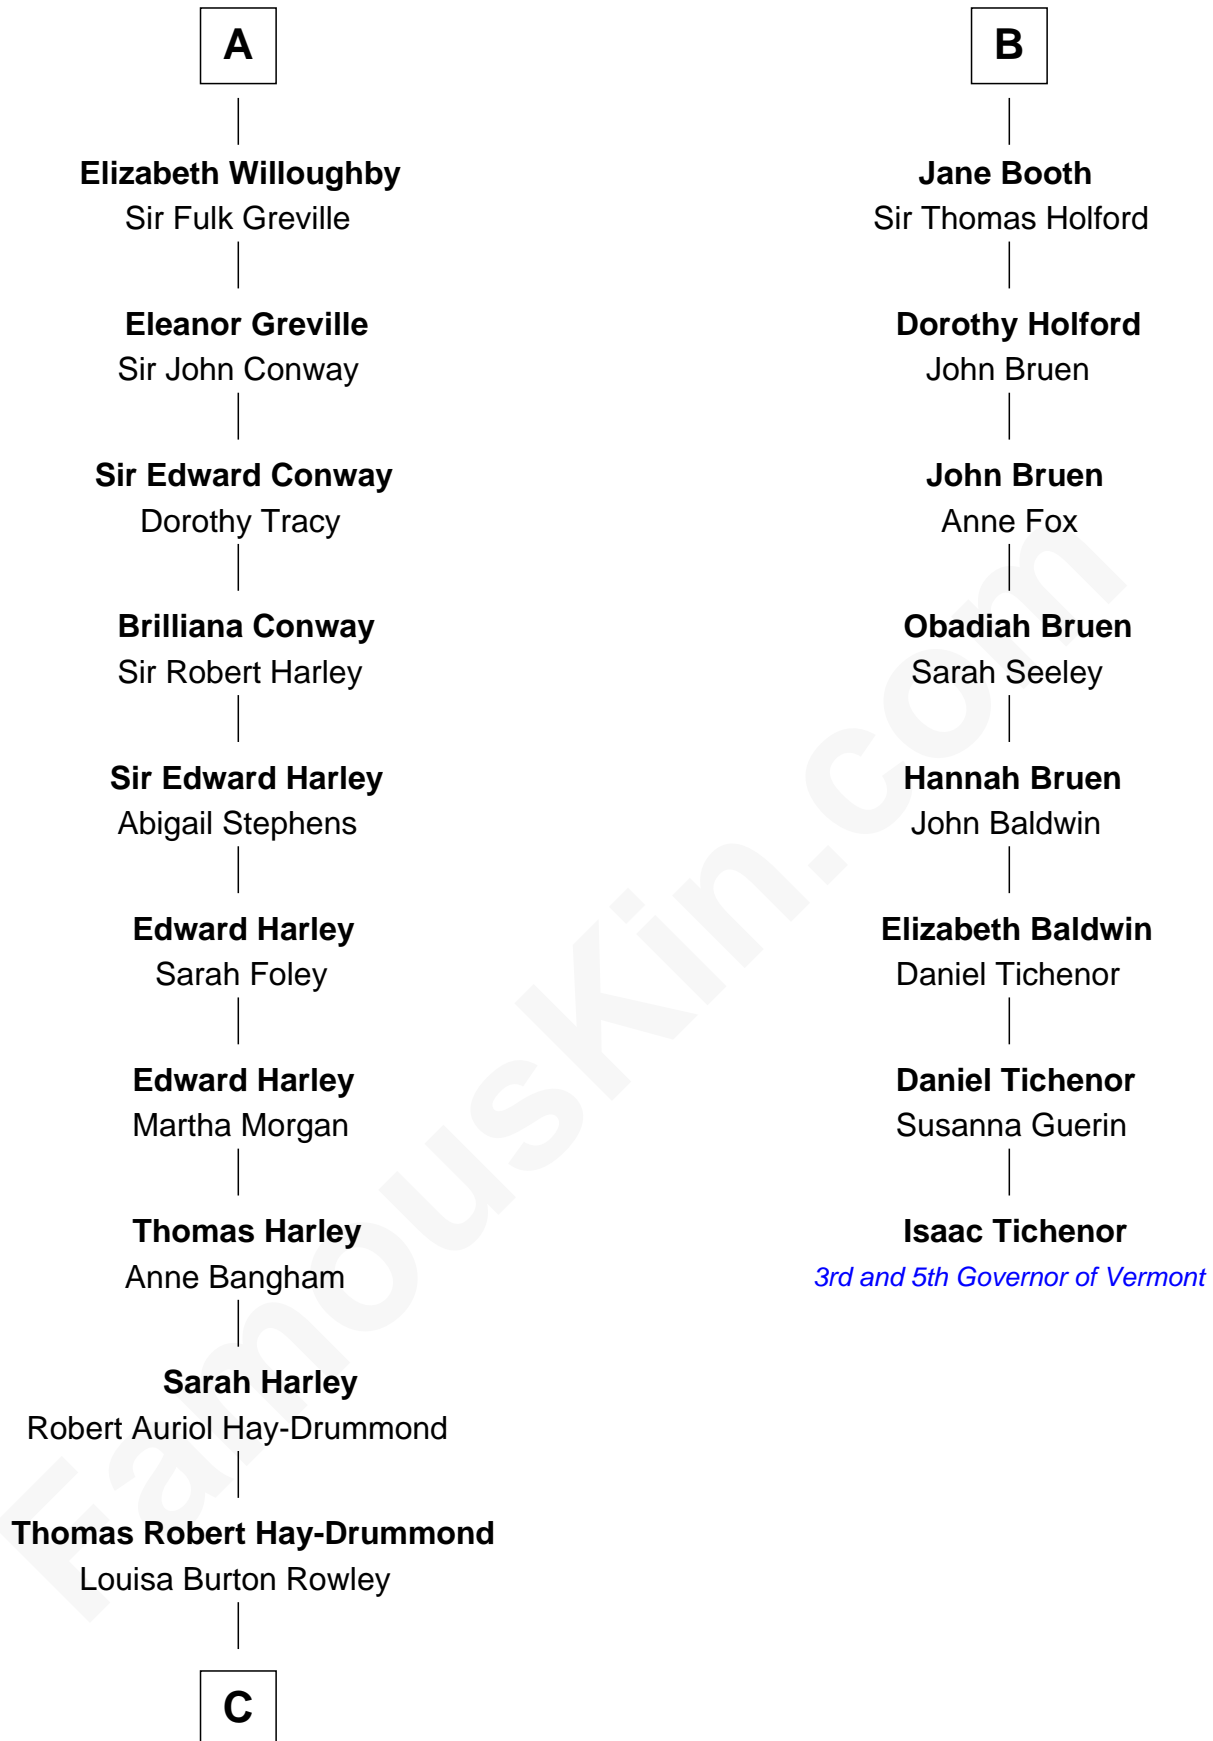 A
Elizabeth Willoughby
Sir Fulk Greville
Eleanor Greville
Sir John Conway
Sir Edward Conway
Dorothy Tracy
Brilliana Conway
Sir Robert Harley
Sir Edward Harley
Abigail Stephens
Edward Harley
Sarah Foley
Edward Harley
Martha Morgan
Thomas Harley
Anne Bangham
Sarah Harley
Robert Auriol Hay-Drummond
Thomas Robert Hay-Drummond
Louisa Burton Rowley
C
B
Jane Booth
Sir Thomas Holford
Dorothy Holford
John Bruen
John Bruen
Anne Fox
Obadiah Bruen
Sarah Seeley
Hannah Bruen
John Baldwin
Elizabeth Baldwin
Daniel Tichenor
Daniel Tichenor
Susanna Guerin
Isaac Tichenor
3rd and 5th Governor of Vermont
FamousKin.com